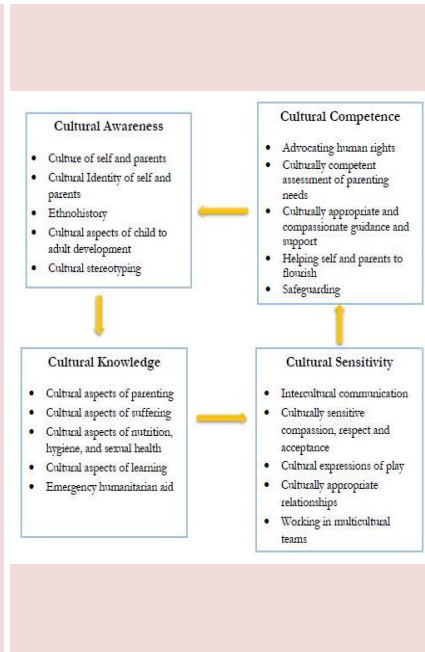 Cultural Awareness
• Culture of self and parents
• Cultural Identity of self and
parents
• Ethnohistory
• Cultural aspects of child to
adult development
• Cultural stereotyping
Cultural Competence
• Advocating human rights
• Culturally competent
assessment of parenting
needs
• Culturally appropriate and
compassionate guidance and
support
• Helping self and parents to
flourish
• Safeguarding
Cultural Knowledge
• Cultural aspects of parenting
• Cultural aspects of suffering
• Cultural aspects of nutrition,
hygiene, and sexual health
• Cultural aspects of learning
• Emergency humanitarian aid
Cultural Sensitivity
• Intercultural communication
• Culturally sensitive
compassion, respect and
acceptance
• Cultural expressions of play
• Culturally appropriate
relationships
• Working in multicultural
teams